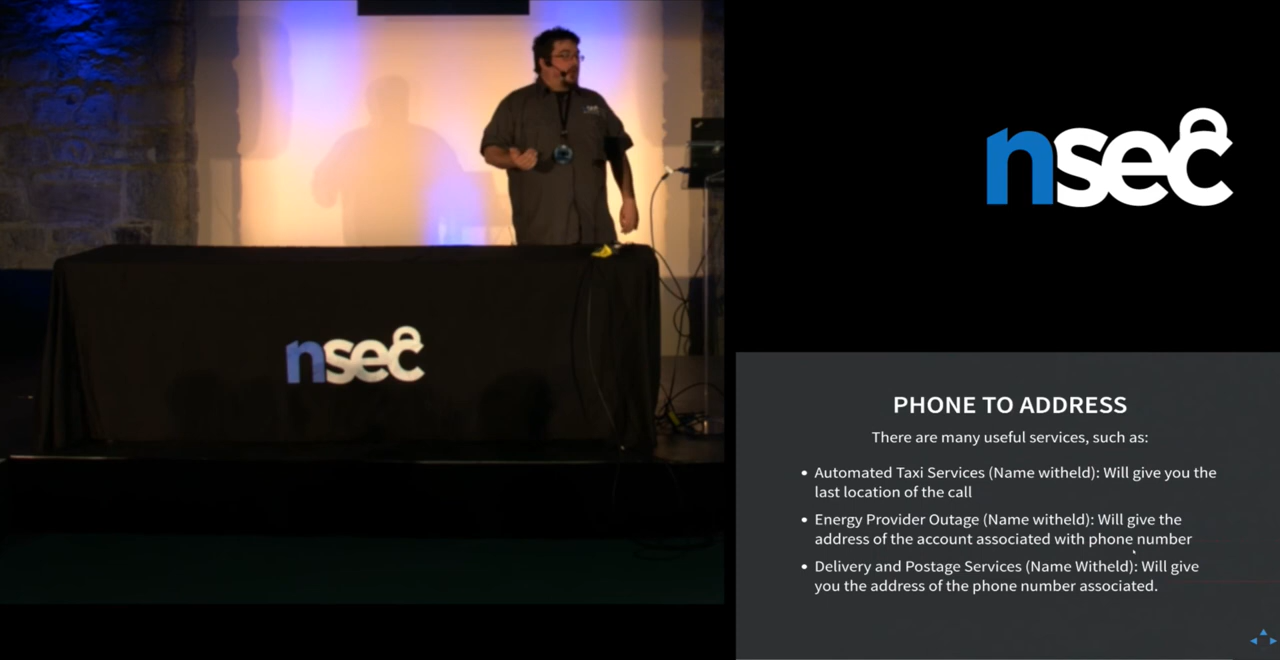 nsec
nsec
PHONE TO ADDRESS
There are many useful services, such as:
• Automated Taxi Services (Name witheld): Will give you the
last location of the call
• Energy Provider Outage (Name witheld): Will give the
address of the account associated with phone number
• Delivery and Postage Services (Name Witheld): Will give
you the address of the phone number associated.